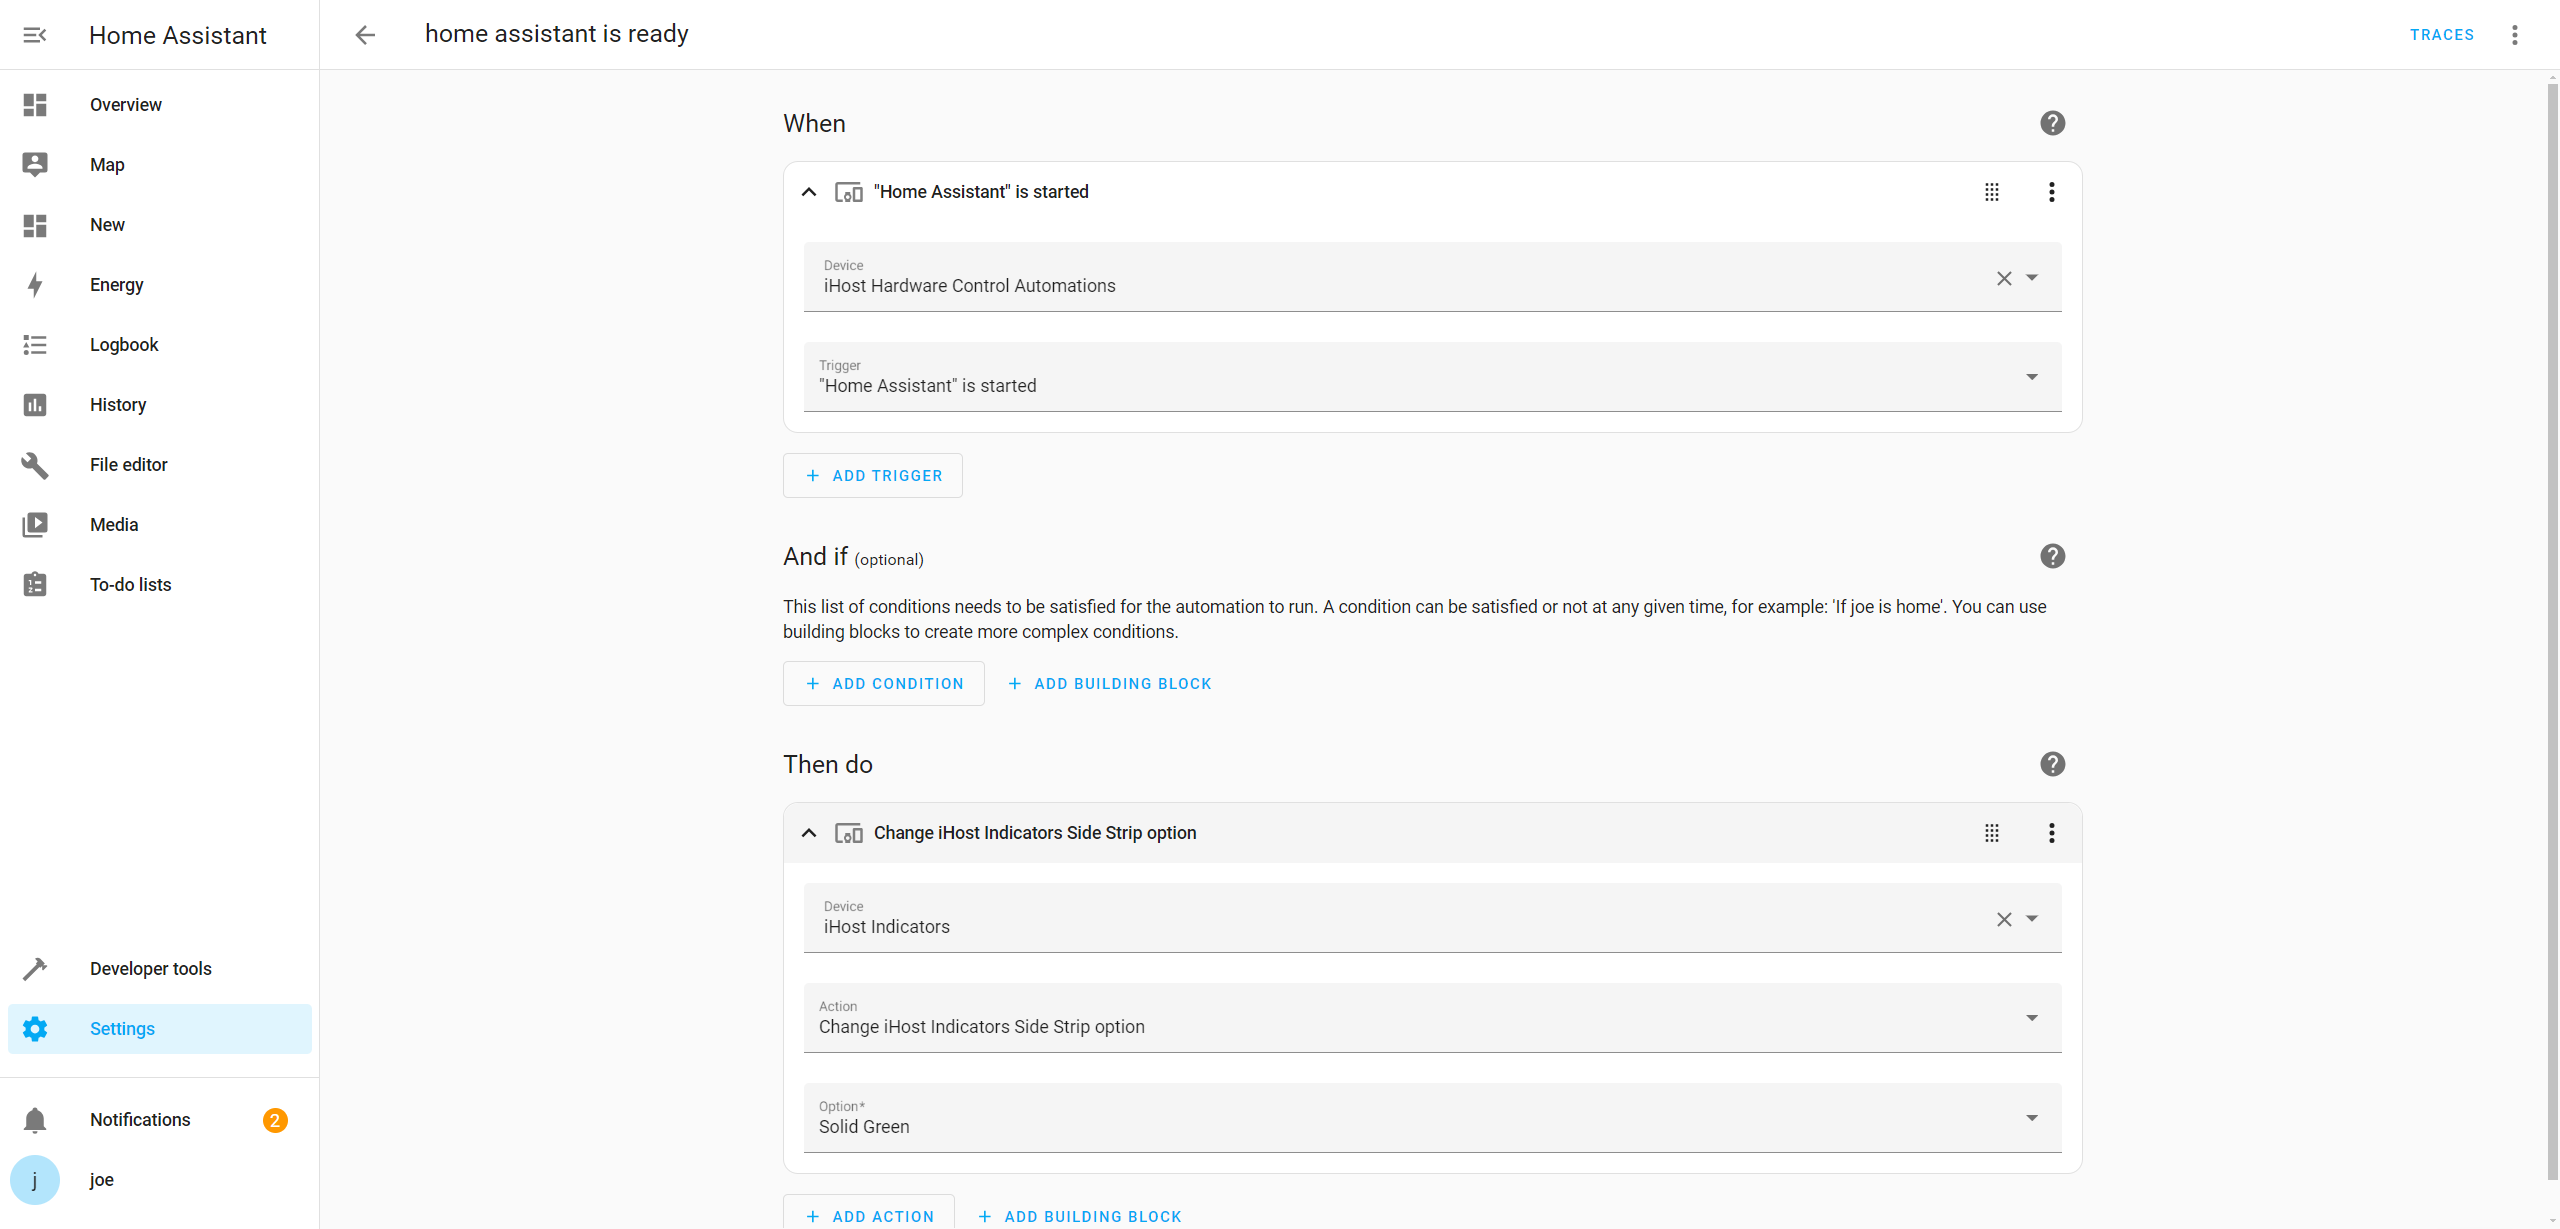 Home Assistant
home assistant is ready
TRACES
Overview
Map
New
Energy
Logbook
History
File editor
Media
To-do lists
Developer tools
Settings
Notifications
2
j
joe
When
"Home Assistant" is started
Device
iHost Hardware Control Automations
Trigger
"Home Assistant" is started
ADD TRIGGER
And if (optional)
This list of conditions needs to be satisfied for the automation to run. A condition can be satisfied or not at any given time, for example: 'If joe is home'. You can use
building blocks to create more complex conditions.
ADD CONDITION
ADD BUILDING BLOCK
Then do
Change iHost Indicators Side Strip option
Device
iHost Indicators
Action
Change iHost Indicators Side Strip option
Option*
Solid Green
ADD ACTION
ADD BUILDING BLOCK